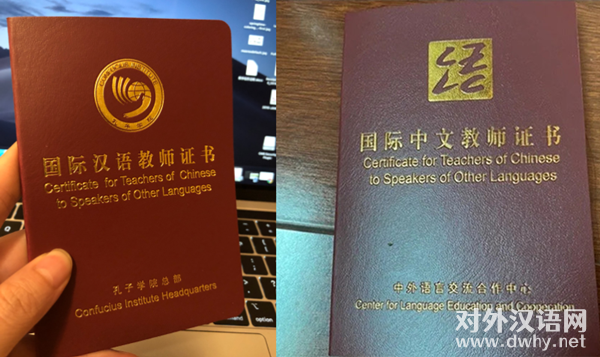 国际汉语教师证书
Certificate for Teachers of Chinese
to Speakers of Other Languages
孔子学院总部
Confucius Institute Headquarters
语
国际中文教师证书
Certificate for Teachers of Chinese
to Speakers of Other Languages
中外语言交流合作中心
Center for Language Education and Cooperation
对外汉语网
www.dwhy.net